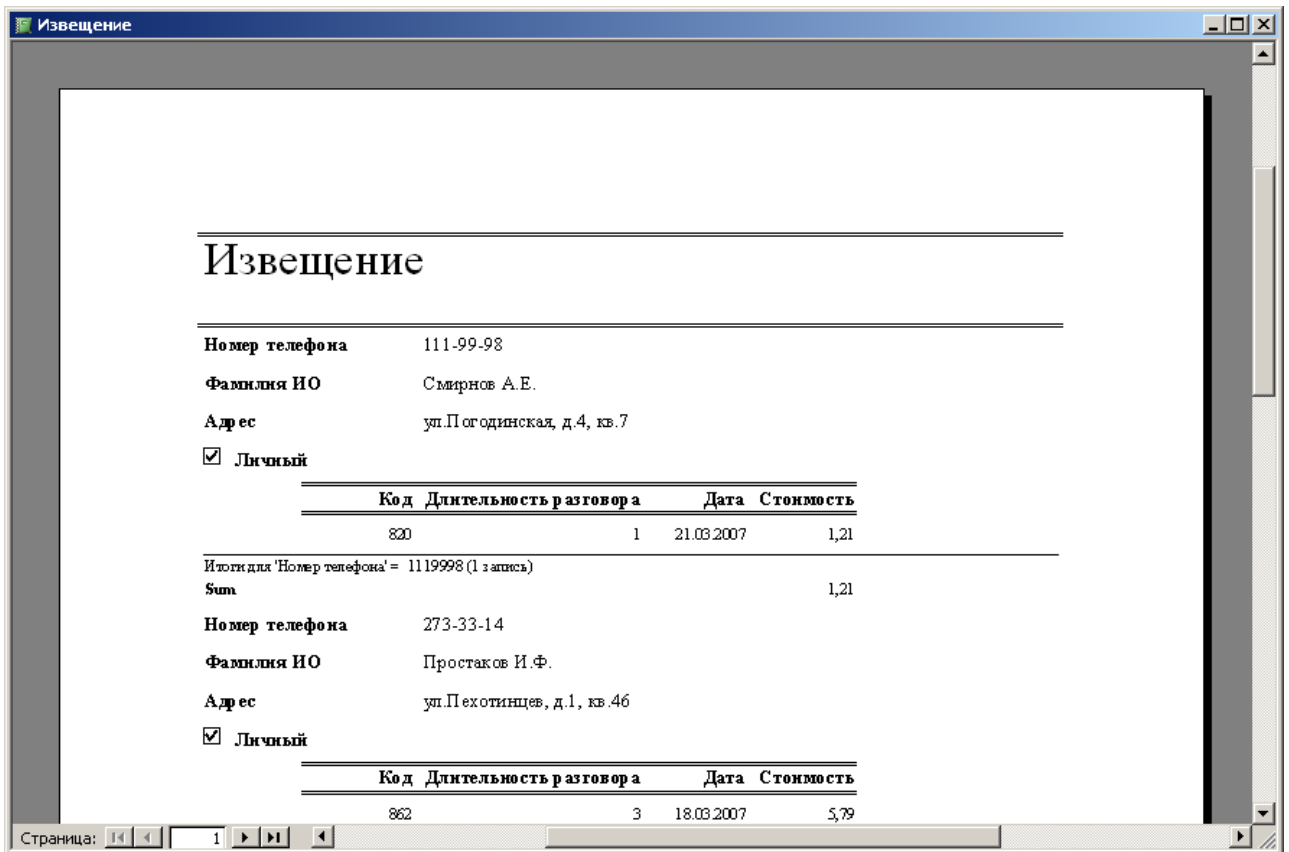 Извещение
Извещение
Номер телефона 111-99-98
Фамилия ИО Смирнов А.Е.
Адрес ул.Погодинская, д.4, кв.7
Личный
Код Длительность разговора Дата Стоимость
820 1 21.03.2007 1,21
Итоги для 'Номер телефона' = 1119998 (1 запись)
Sum 1,21
Номер телефона 273-33-14
Фамилия ИО Простаков И.Ф.
Адрес ул.Пехотинцев, д.1, кв.46
Личный
Код Длительность разговора Дата Стоимость
862 3 18.03.2007 5,79
Страница: 1